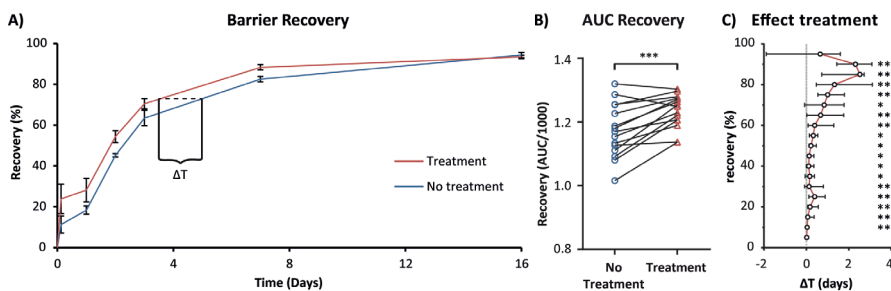 A)
Barrier Recovery
100
80
60
40
20
0
Recovery (%)
ΔT
Treatment
No treatment
0
4
8
12
16
Time (Days)
B)
AUC Recovery
***
1.4
1.2
1.0
0.8
Recovery (AUC/1000)
No
Treatment
Treatment
C)
Effect treatment
100
80
60
40
20
0
recovery (%)
**
**
**
**
*
**
**
*
*
*
*
*
**
**
**
**
-2
0
2
4
ΔT (days)